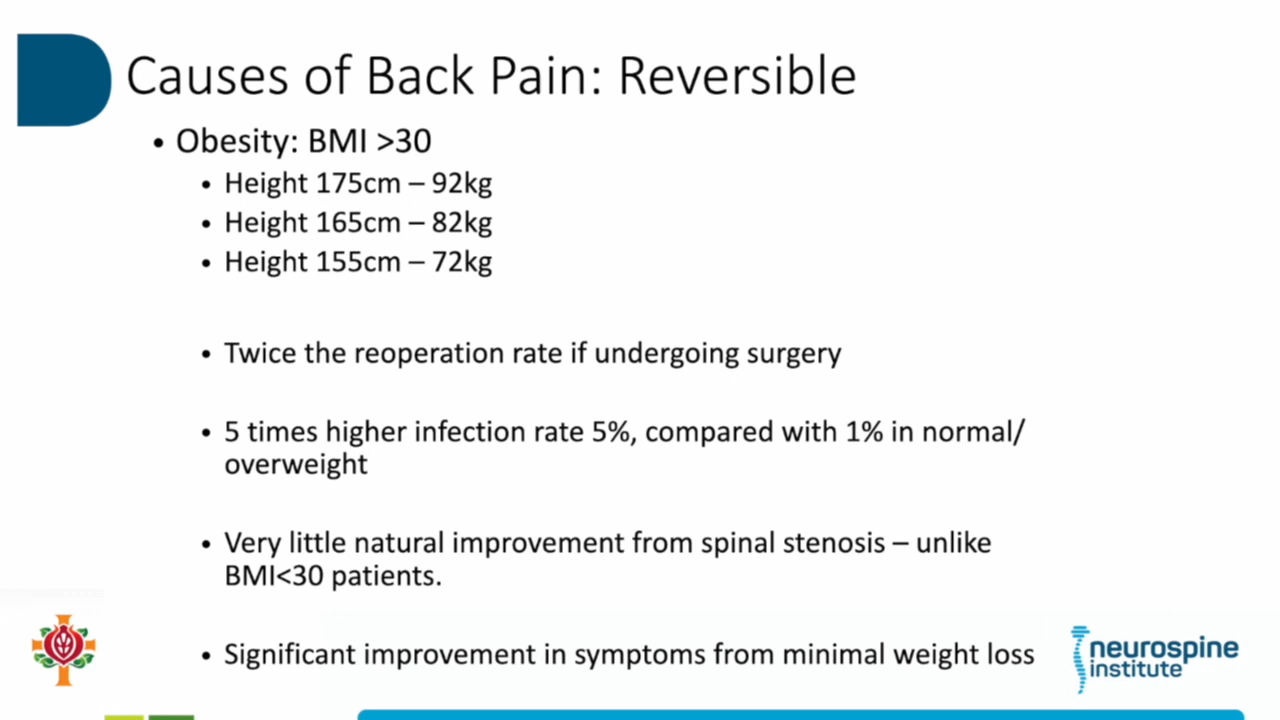 Causes of Back Pain: Reversible
• Obesity: BMI >30
• Height 175cm – 92kg
• Height 165cm – 82kg
• Height 155cm – 72kg
• Twice the reoperation rate if undergoing surgery
• 5 times higher infection rate 5%, compared with 1% in normal/
overweight
• Very little natural improvement from spinal stenosis – unlike
BMI<30 patients.
• Significant improvement in symptoms from minimal weight loss
neurospine
institute